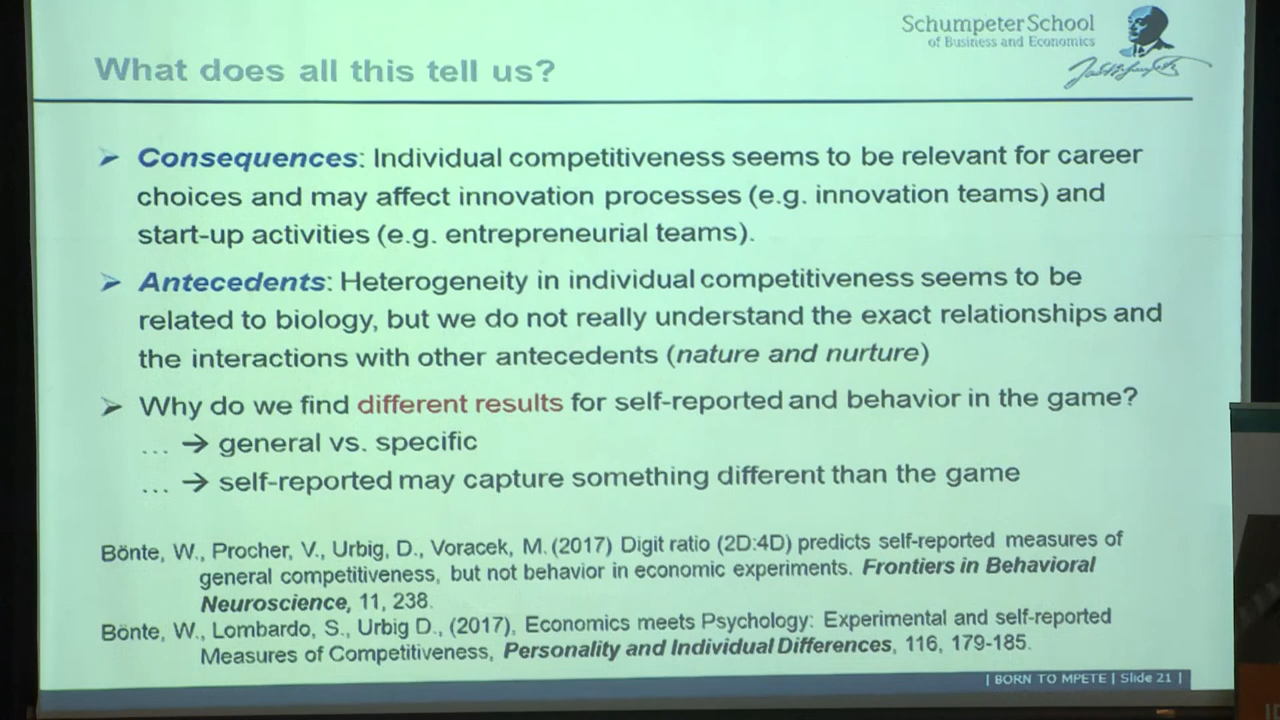 Schumpeter School
of Business and Economics
What does all this tell us?
➢ Consequences: Individual competitiveness seems to be relevant for career
choices and may affect innovation processes (e.g. innovation teams) and
start-up activities (e.g. entrepreneurial teams).
➢ Antecedents: Heterogeneity in individual competitiveness seems to be
related to biology, but we do not really understand the exact relationships and
the interactions with other antecedents (nature and nurture)
➢ Why do we find different results for self-reported and behavior in the game?
… → general vs. specific
… → self-reported may capture something different than the game
Bönte, W., Procher, V., Urbig, D., Voracek, M. (2017) Digit ratio (2D:4D) predicts self-reported measures of
general competitiveness, but not behavior in economic experiments. Frontiers in Behavioral
Neuroscience, 11, 238.
Bönte, W., Lombardo, S., Urbig D., (2017), Economics meets Psychology: Experimental and self-reported
Measures of Competitiveness, Personality and Individual Differences, 116, 179-185.
| BORN TO MPETE | Slide 21 |